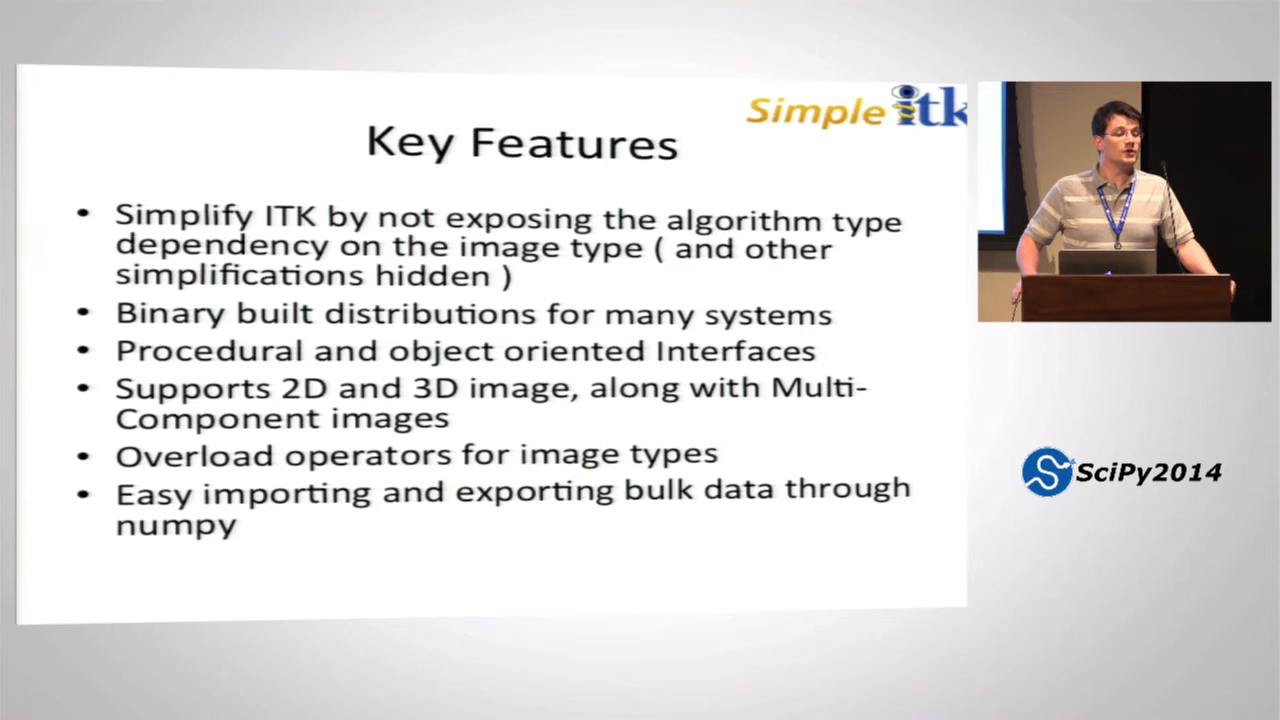 Simple itk
Key Features
• Simplify ITK by not exposing the algorithm type
dependency on the image type ( and other
simplifications hidden )
• Binary built distributions for many systems
• Procedural and object oriented Interfaces
• Supports 2D and 3D image, along with Multi-
Component images
• Overload operators for image types
• Easy importing and exporting bulk data through
numpy
SciPy2014